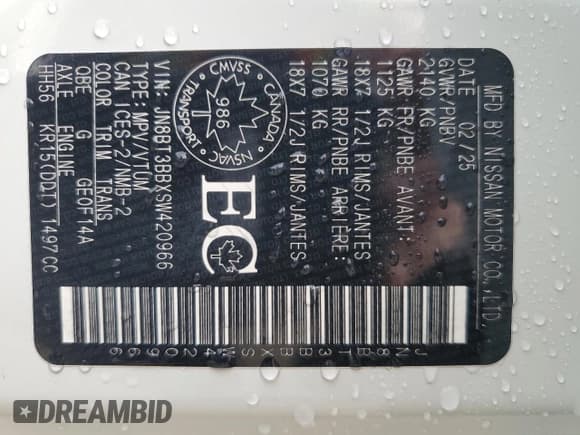 MFD BY NISSAN MOTOR CO., LTD.
DATE 02/25
GVWR/PNBV
2140 KG
GAWR FR/PNBE AVANT:
1125 KG
18X7 1/2J RIMS/JANTES
GAWR RR/PNBE ARRIERE:
1070 KG
18X7 1/2J RIMS/JANTES
CMVSS
CANADA
NSVAC
TRANSPORT
986
EC
VIN: JN8BT3BBXSW420966
TYPE: MPV/VTUM
CAN ICES-2/NMB-2
COLOR TRIM TRANS
QBE G GE0F14A
AXLE ENGINE
HH56 KR15(DDT) 1497CC
JN8BT3BBXSW420966
DREAMBID